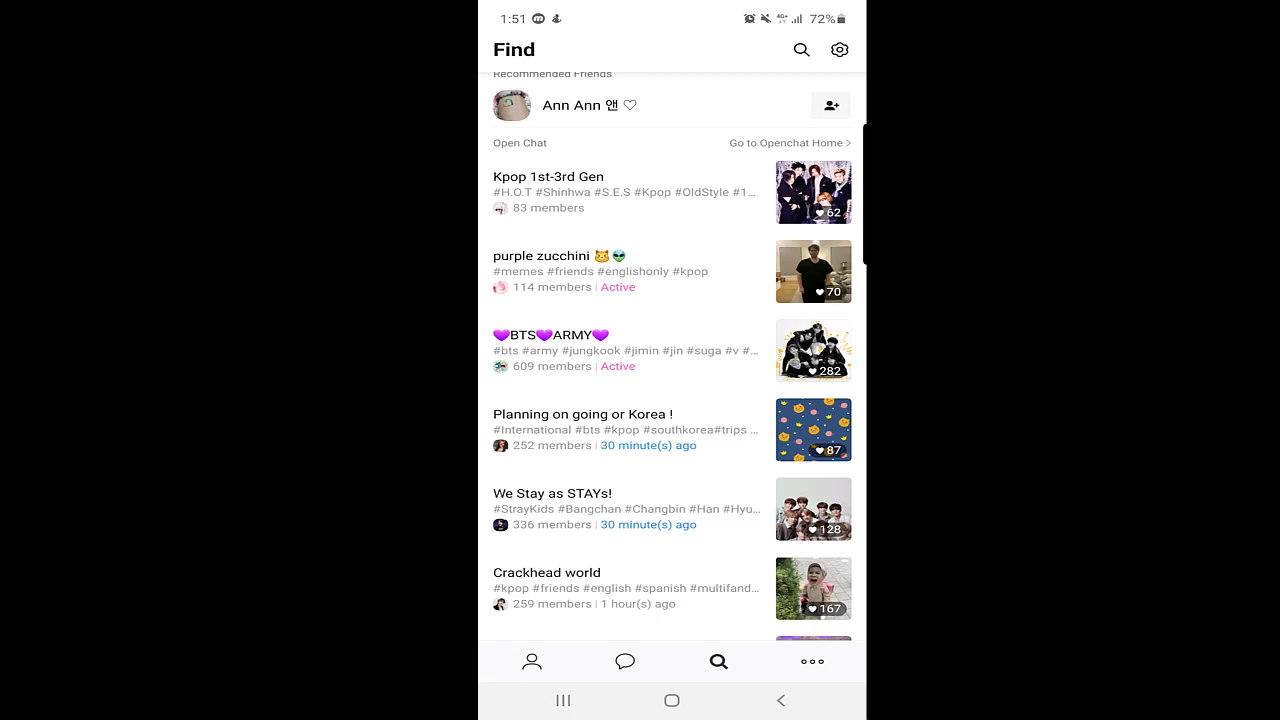 1:51
4G+
72%
Find
Recommended Friends
Ann Ann 앤 ♡
Open Chat
Go to Openchat Home >
Kpop 1st-3rd Gen
#H.O.T #Shinhwa #S.E.S #Kpop #OldStyle #1...
83 members
62
purple zucchini 😼👽
#memes #friends #englishonly #kpop
114 members | Active
70
💜BTS💜ARMY💜
#bts #army #jungkook #jimin #jin #suga #v #...
609 members | Active
282
Planning on going or Korea !
#International #bts #kpop #southkorea#trips ...
252 members | 30 minute(s) ago
87
We Stay as STAYs!
#StrayKids #Bangchan #Changbin #Han #Hyu...
336 members | 30 minute(s) ago
128
Crackhead world
#kpop #friends #english #spanish #multifand...
259 members | 1 hour(s) ago
167